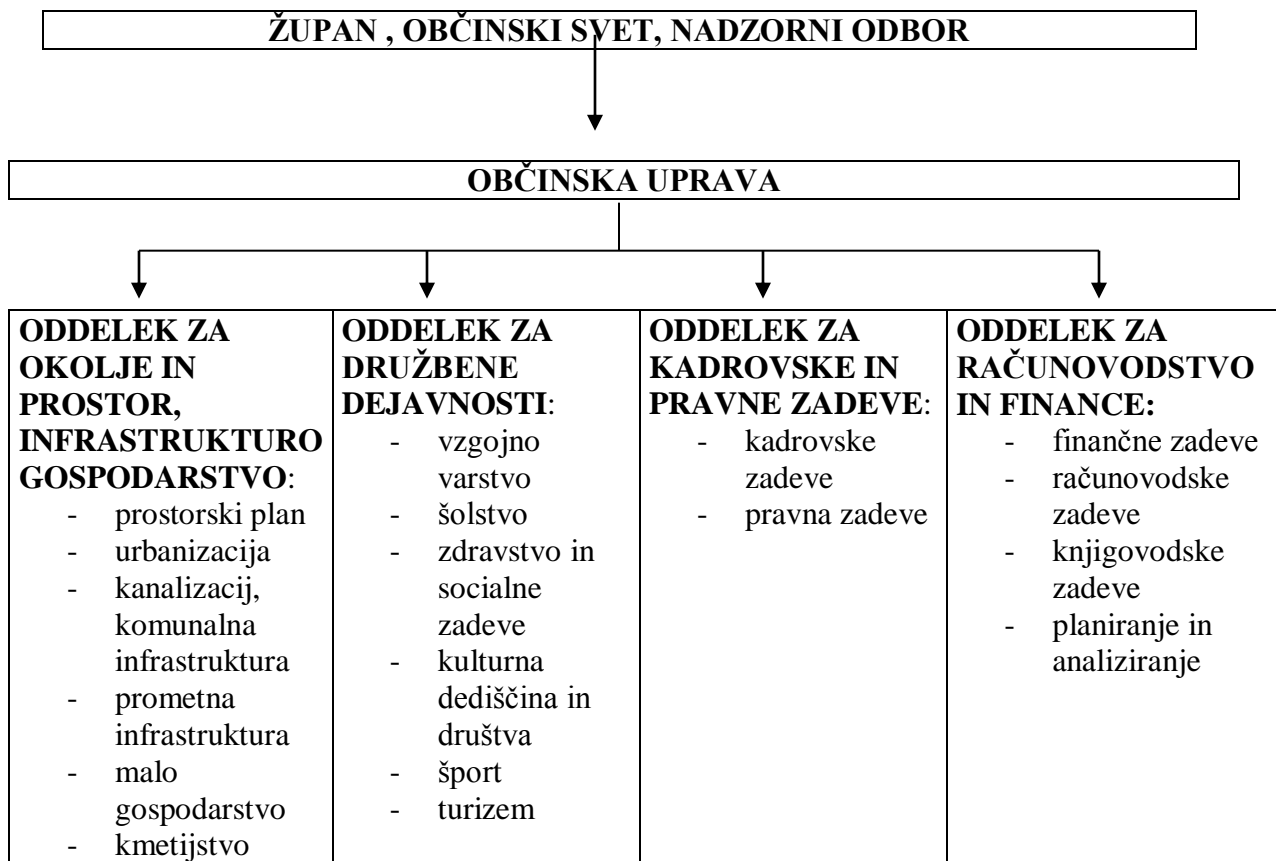 ŽUPAN , OBČINSKI SVET, NADZORNI ODBOR
OBČINSKA UPRAVA
ODDELEK ZA
OKOLJE IN
PROSTOR,
INFRASTRUKTURO
GOSPODARSTVO:
- prostorski plan
- urbanizacija
- kanalizacij,
komunalna
infrastruktura
- prometna
infrastruktura
- malo
gospodarstvo
- kmetijstvo
ODDELEK ZA
DRUŽBENE
DEJAVNOSTI:
- vzgojno
varstvo
- šolstvo
- zdravstvo in
socialne
zadeve
- kulturna
dediščina in
društva
- šport
- turizem
ODDELEK ZA
KADROVSKE IN
PRAVNE ZADEVE:
- kadrovske
zadeve
- pravna zadeve
ODDELEK ZA
RAČUNOVODSTVO
IN FINANCE:
- finančne zadeve
- računovodske
zadeve
- knjigovodske
zadeve
- planiranje in
analiziranje